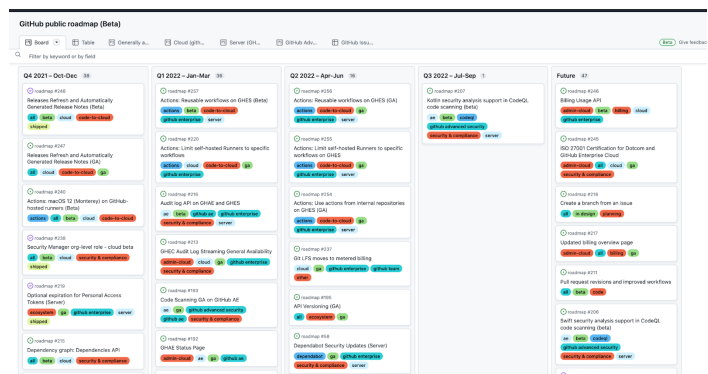 GitHub public roadmap (Beta)
Board
Table
Generally a...
Cloud (gith...
Server (GH...
GitHub Adv...
GitHub Issu...
Beta Give feedbac
Filter by keyword or by field
Q4 2021 – Oct-Dec
roadmap #248
Releases Refresh and Automatically
Generated Release Notes (Beta)
all beta cloud code-to-cloud
shipped
roadmap #247
Releases Refresh and Automatically
Generated Release Notes (GA)
all cloud code-to-cloud ga
roadmap #240
Actions: macOS 12 (Monterey) on GitHub-
hosted runners (Beta)
actions all beta cloud code-to-cloud
roadmap #238
Security Manager org-level role - cloud beta
all beta cloud security & compliance
shipped
roadmap #219
Optional expiration for Personal Access
Tokens (Server)
ecosystem ga github enterprise server
shipped
roadmap #215
Dependency graph: Dependencies API
all beta cloud security & compliance
Q1 2022 – Jan-Mar
roadmap #257
Actions: Reusable workflows on GHES (Beta)
actions beta code-to-cloud
github enterprise server
roadmap #220
Actions: Limit self-hosted Runners to specific
workflows
actions cloud code-to-cloud ga
github enterprise
roadmap #216
Audit log API on GHAE and GHES
ae beta github ae github enterprise
security & compliance server
roadmap #213
GHEC Audit Log Streaming General Availability
admin-cloud cloud ga github enterprise
security & compliance
roadmap #193
Code Scanning GA on GitHub AE
ae ga github advanced security
github ae security & compliance
roadmap #192
GHAE Status Page
admin-cloud ae ga github ae
Q2 2022 – Apr-Jun
roadmap #256
Actions: Reusable workflows on GHES (GA)
actions code-to-cloud ga
github enterprise server
roadmap #255
Actions: Limit self-hosted Runners to specific
workflows on GHES
actions code-to-cloud ga
github enterprise server
roadmap #254
Actions: Use actions from internal repositories
on GHES (GA)
actions code-to-cloud ga
github enterprise server
roadmap #237
Git LFS moves to metered billing
cloud ga github enterprise github team
other
roadmap #195
API Versioning (GA)
all ecosystem ga
roadmap #58
Dependabot Security Updates (Server)
dependabot ga github enterprise
security & compliance server
Q3 2022 – Jul-Sep 1
roadmap #207
Kotlin security analysis support in CodeQL
code scanning (beta)
ae beta codeql
github advanced security
security & compliance server
Future 47
roadmap #246
Billing Usage API
admin-cloud beta billing cloud
github enterprise
roadmap #246
ISO 27001 Certification for Dotcom and
GitHub Enterprise Cloud
admin-cloud all cloud ga
security & compliance
roadmap #218
Create a branch from an issue
all in design planning
roadmap #217
Updated billing overview page
admin-cloud all billing ga
roadmap #211
Pull request revisions and improved workflows
all beta code
roadmap #206
Swift security analysis support in CodeQL
code scanning (beta)
ae beta codeql
github advanced security
security & compliance server